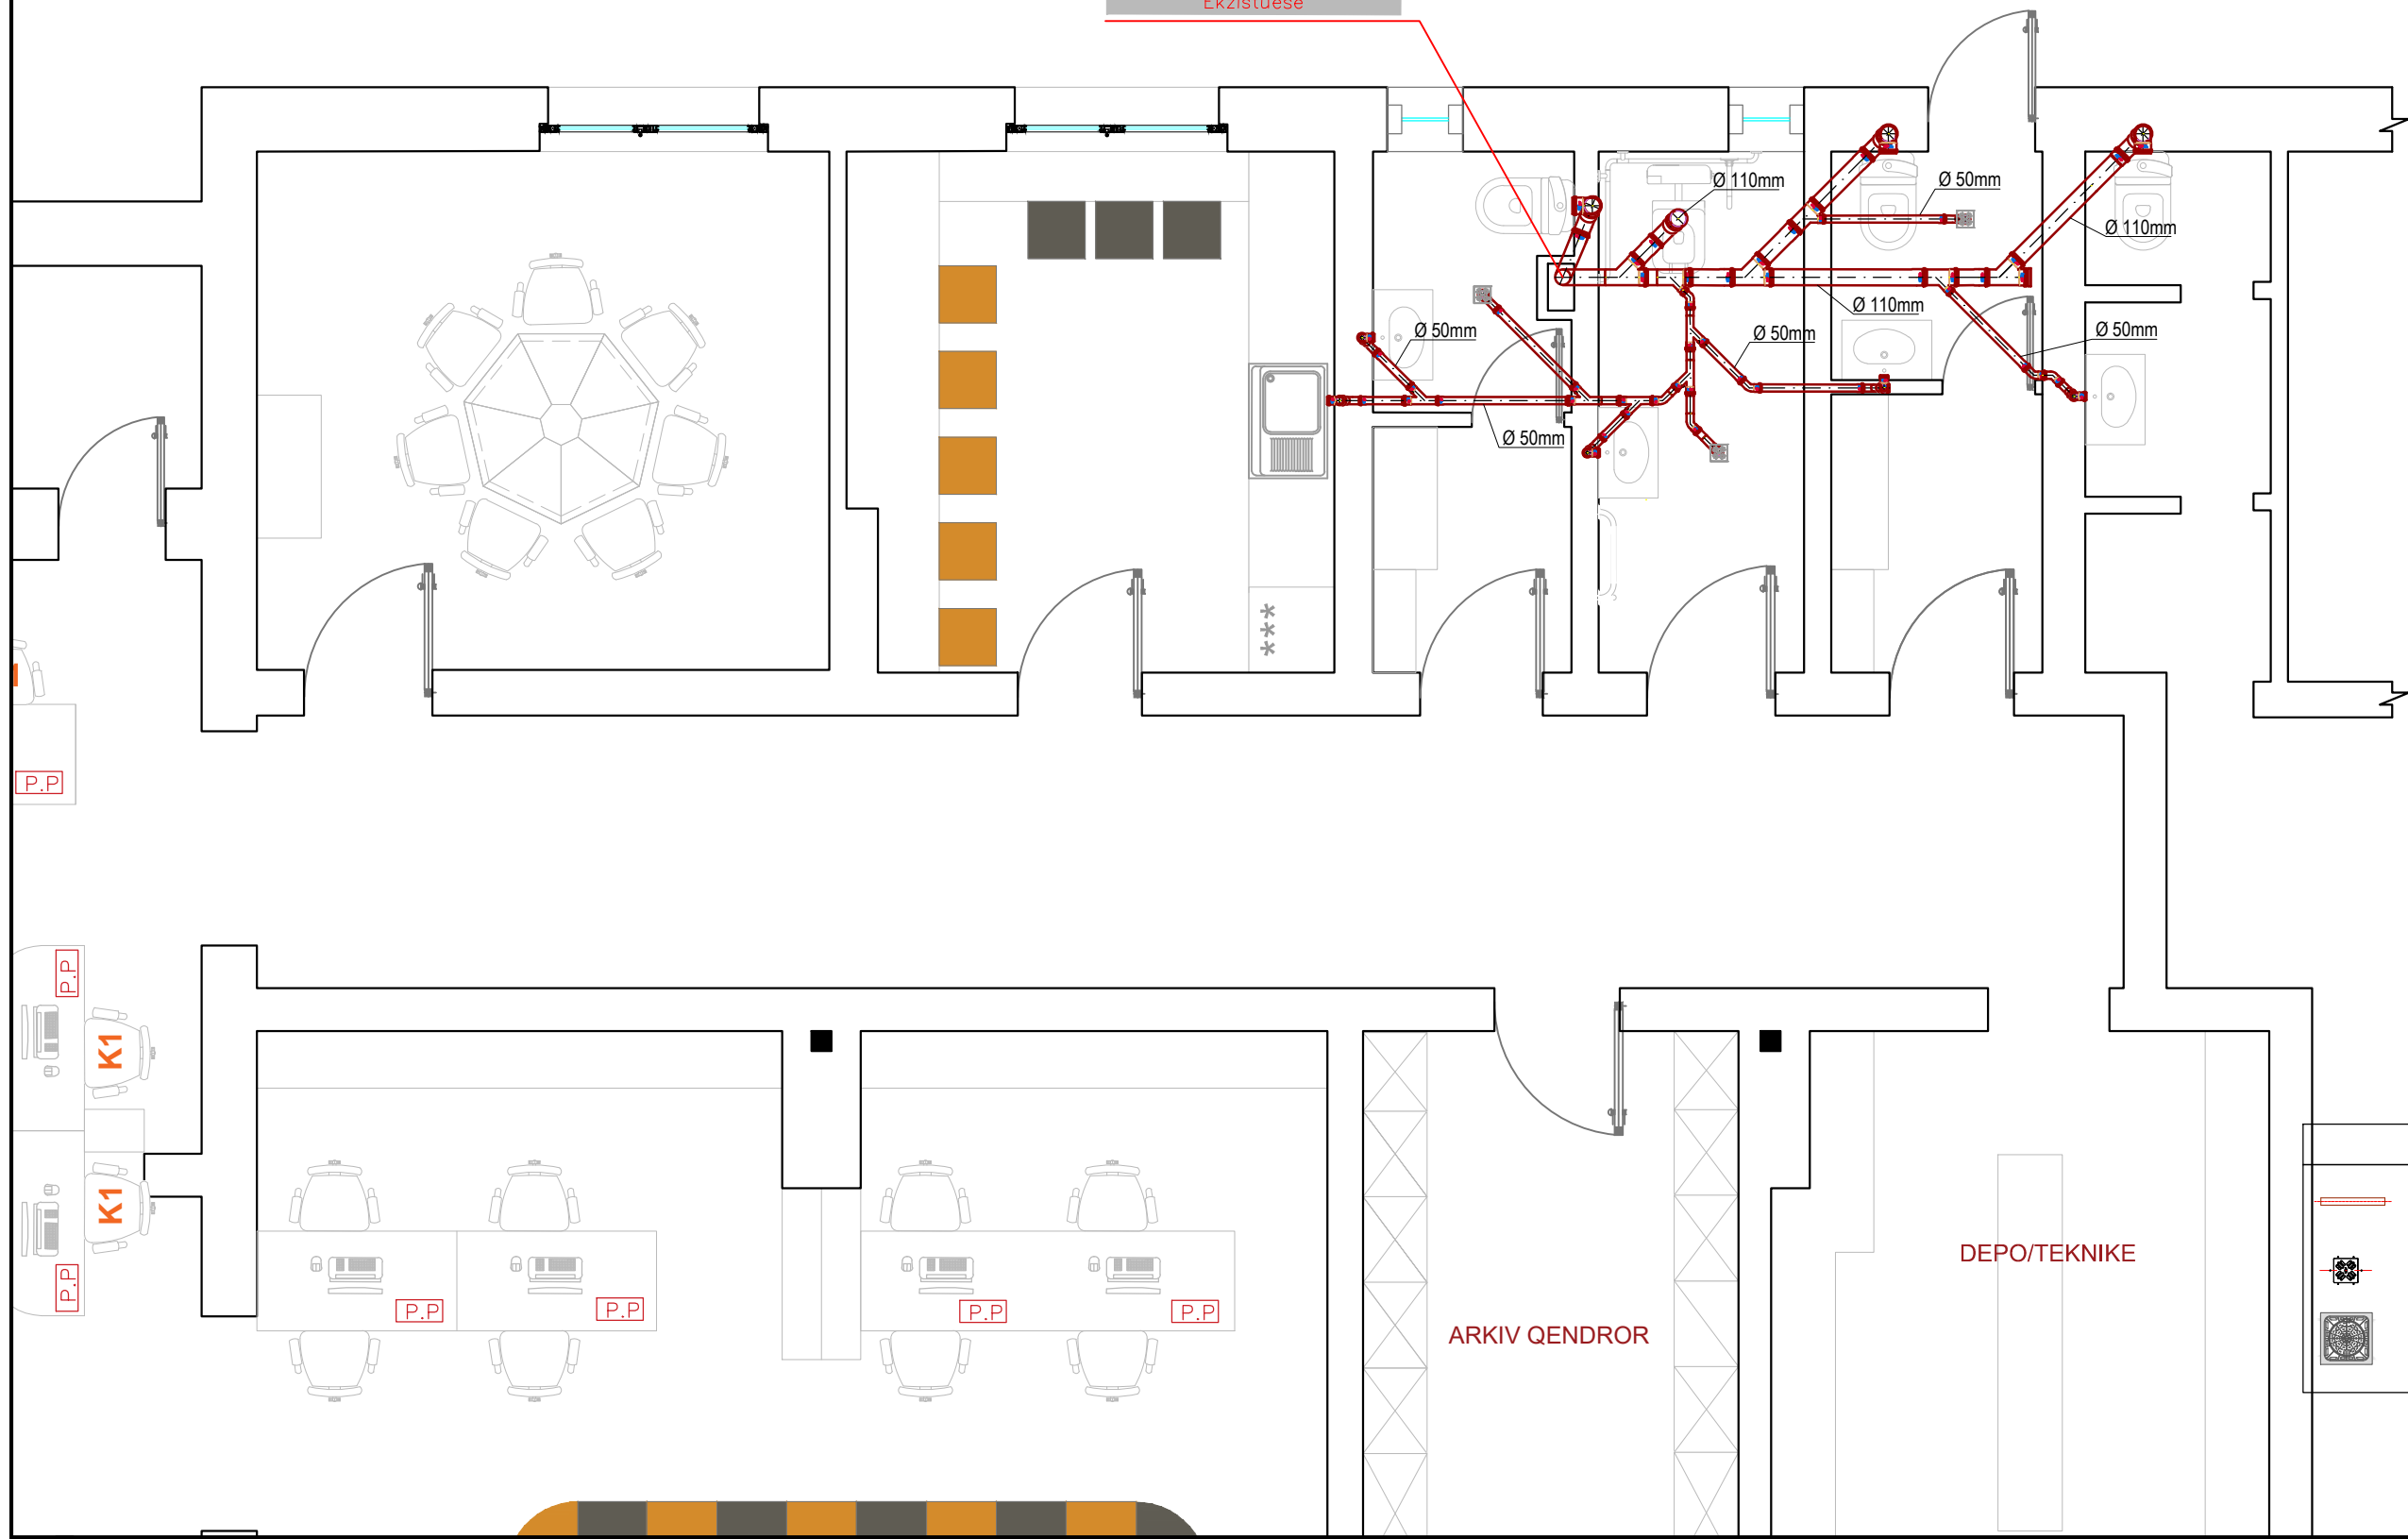 Ekzistuese
Ø 110mm
Ø 50mm
Ø 110mm
Ø 110mm
Ø 50mm
Ø 50mm
Ø 50mm
Ø 50mm
***
P.P
P.P
K1
K1
P.P
P.P
P.P
P.P
P.P
DEPO/TEKNIKE
ARKIV QENDROR